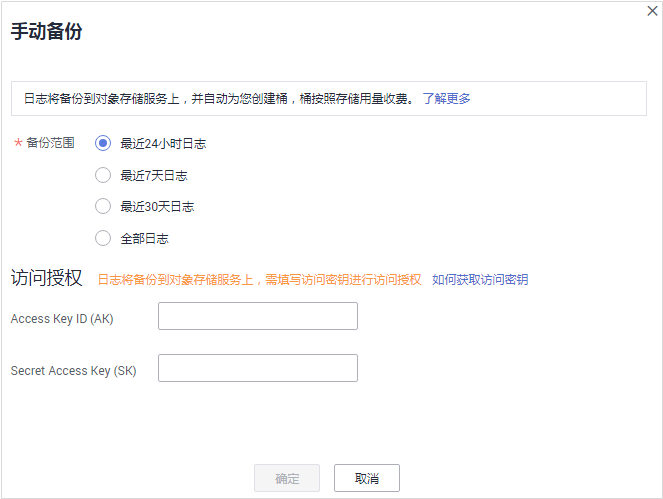 手动备份
日志将备份到对象存储服务上，并自动为您创建桶，桶按照存储用量收费。 了解更多
* 备份范围 最近24小时日志
最近7天日志
最近30天日志
全部日志
访问授权 日志将备份到对象存储服务上，需填写访问密钥进行访问授权 如何获取访问密钥
Access Key ID (AK)
Secret Access Key (SK)
确定 取消